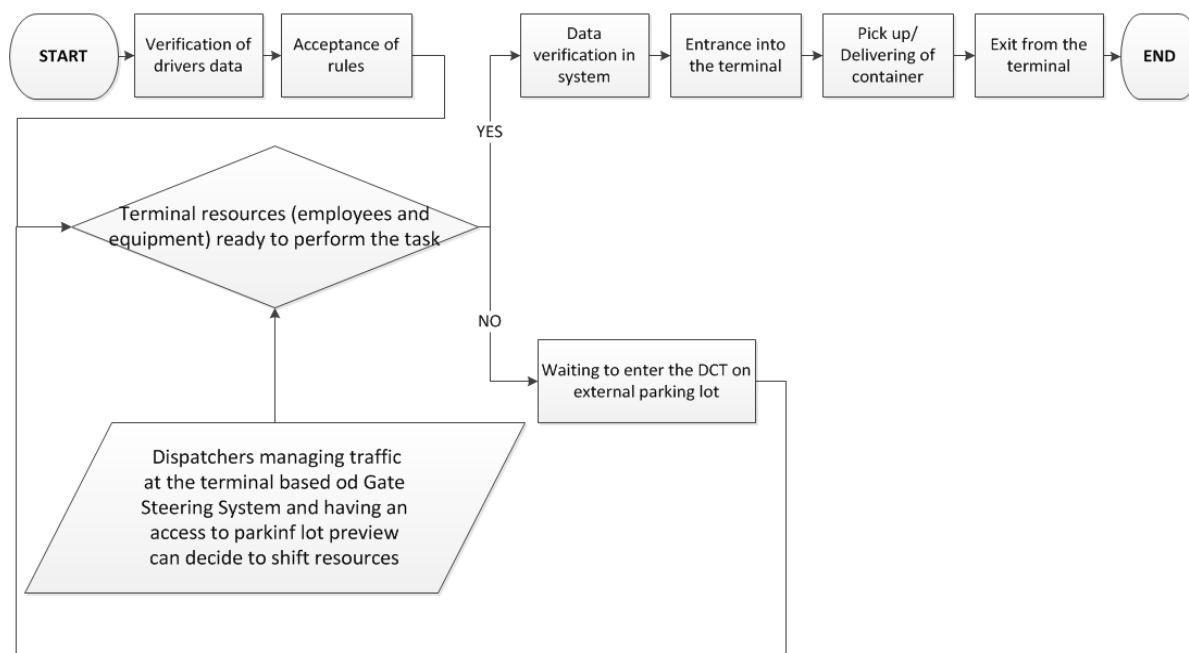 START
Verification of
drivers data
Acceptance of
rules
Data
verification in
system
Entrance into
the terminal
Pick up/
Delivering of
container
Exit from the
terminal
END
YES
Terminal resources (employees and
equipment) ready to perform the task
NO
Waiting to enter the DCT on
external parking lot
Dispatchers managing traffic
at the terminal based od Gate
Steering System and having an
access to parkinf lot preview
can decide to shift resources